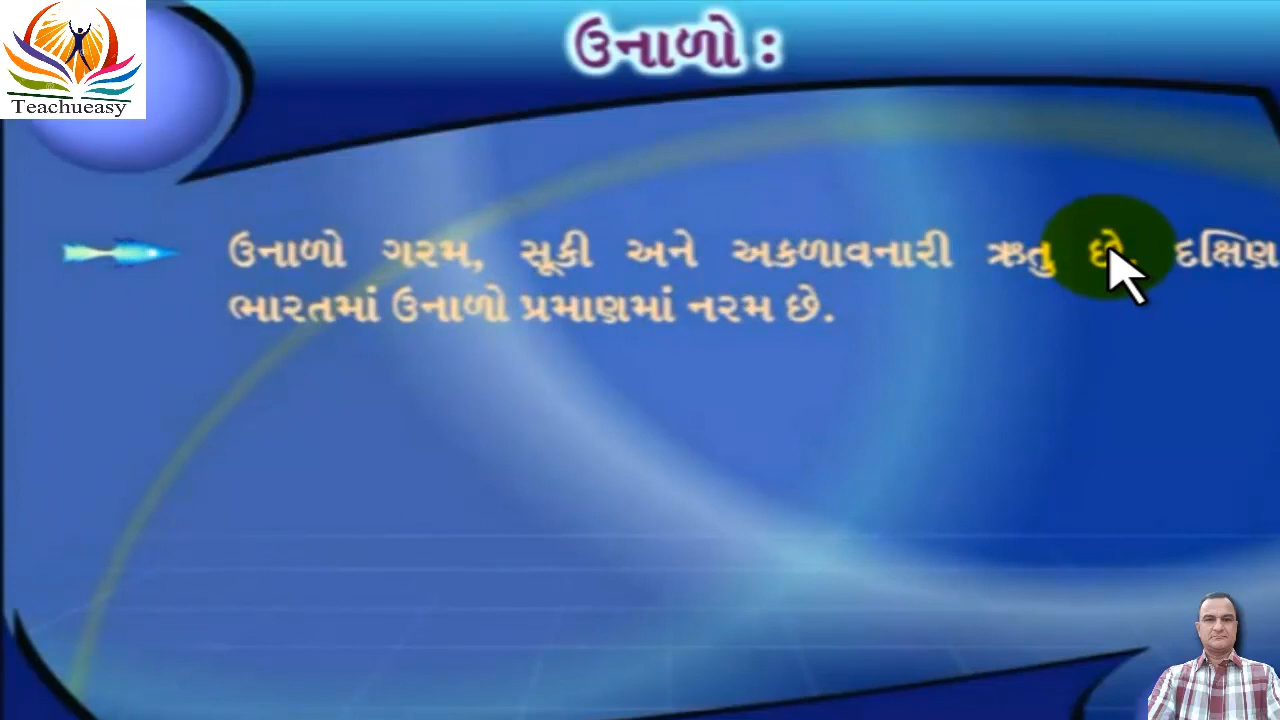 Teachueasy
ઉનાળો :
ઉનાળો ગરમ, સૂકી અને અકળાવનારી ઋતુ છે. દક્ષિણ
ભારતમાં ઉનાળો પ્રમાણમાં નરમ છે.